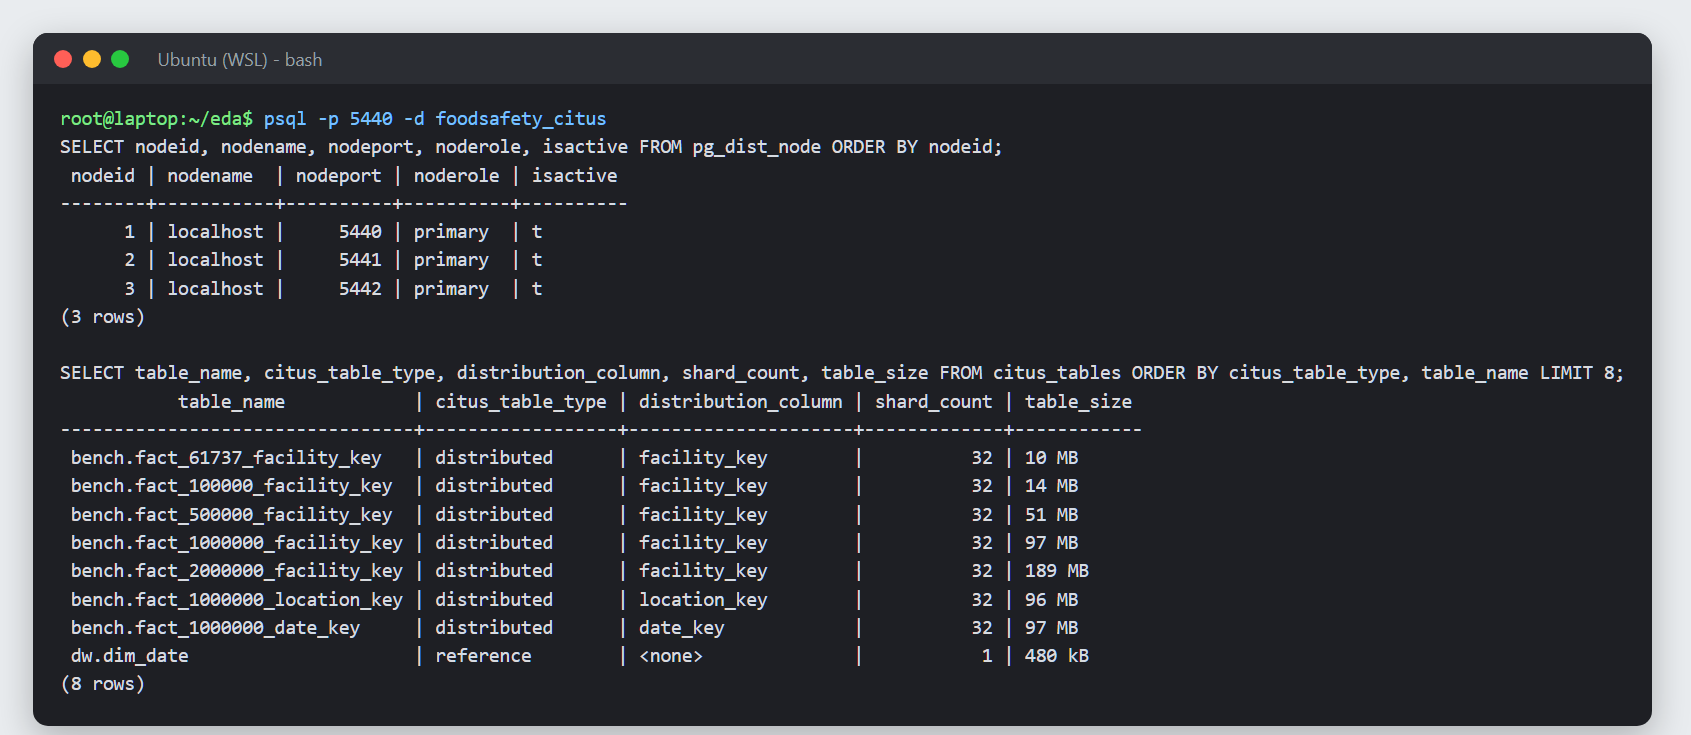 Ubuntu (WSL) - bash
root@laptop:~/eda$ psql -p 5440 -d foodsafety_citus
SELECT nodeid, nodename, nodeport, noderole, isactive FROM pg_dist_node ORDER BY nodeid;
 nodeid | nodename  | nodeport | noderole | isactive
--------+-----------+----------+----------+----------
      1 | localhost |     5440 | primary  | t
      2 | localhost |     5441 | primary  | t
      3 | localhost |     5442 | primary  | t
(3 rows)

SELECT table_name, citus_table_type, distribution_column, shard_count, table_size FROM citus_tables ORDER BY citus_table_type, table_name LIMIT 8;
           table_name            | citus_table_type | distribution_column | shard_count | table_size
---------------------------------+------------------+---------------------+-------------+------------
 bench.fact_61737_facility_key   | distributed      | facility_key        |          32 | 10 MB
 bench.fact_100000_facility_key  | distributed      | facility_key        |          32 | 14 MB
 bench.fact_500000_facility_key  | distributed      | facility_key        |          32 | 51 MB
 bench.fact_1000000_facility_key | distributed      | facility_key        |          32 | 97 MB
 bench.fact_2000000_facility_key | distributed      | facility_key        |          32 | 189 MB
 bench.fact_1000000_location_key | distributed      | location_key        |          32 | 96 MB
 bench.fact_1000000_date_key     | distributed      | date_key            |          32 | 97 MB
 dw.dim_date                     | reference        | <none>              |           1 | 480 kB
(8 rows)